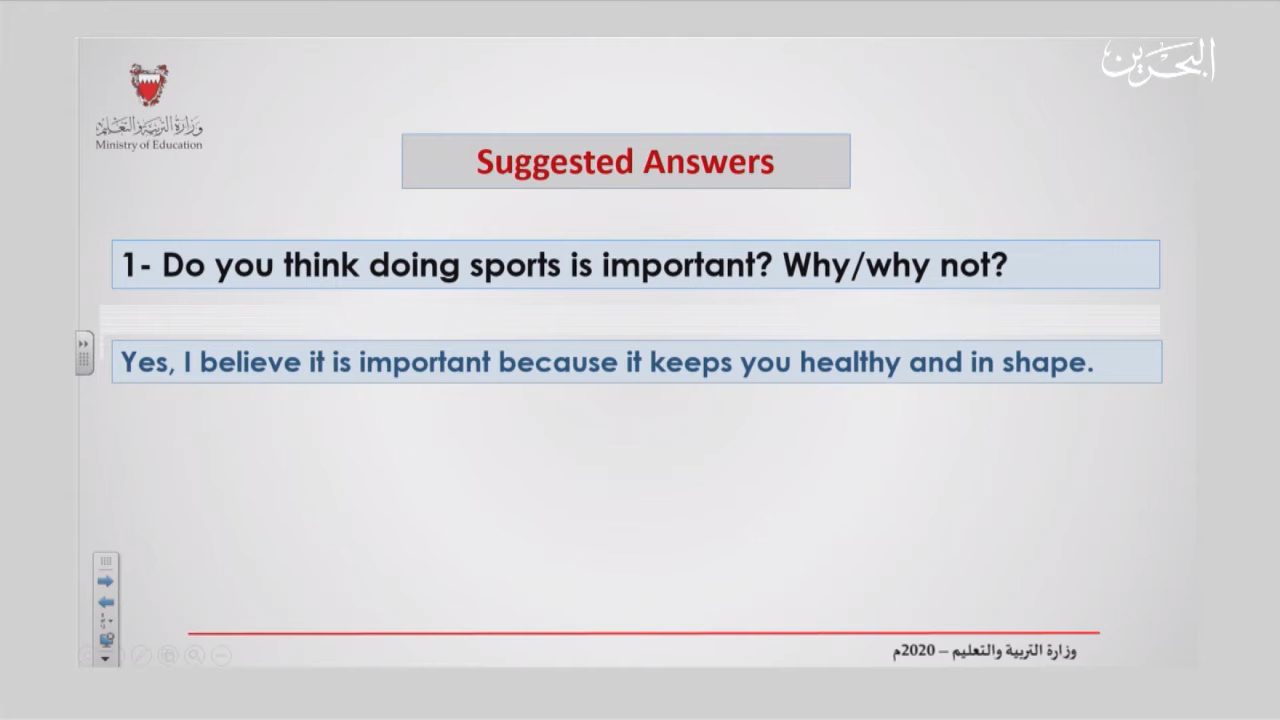 البحرين
وزارة التربية والتعليم
Ministry of Education
Suggested Answers
1- Do you think doing sports is important? Why/why not?
Yes, I believe it is important because it keeps you healthy and in shape.
وزارة التربية والتعليم – 2020م